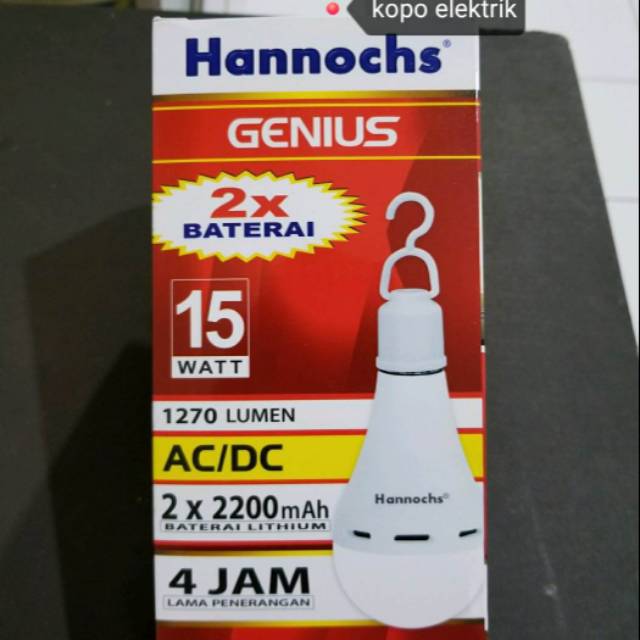 kopo elektrik
Hannochs®
GENIUS
2x
BATERAI
15
WATT
1270 LUMEN
AC/DC
2 x 2200mAh
BATERAI LITHIUM
4 JAM
LAMA PENERANGAN
Hannochs®